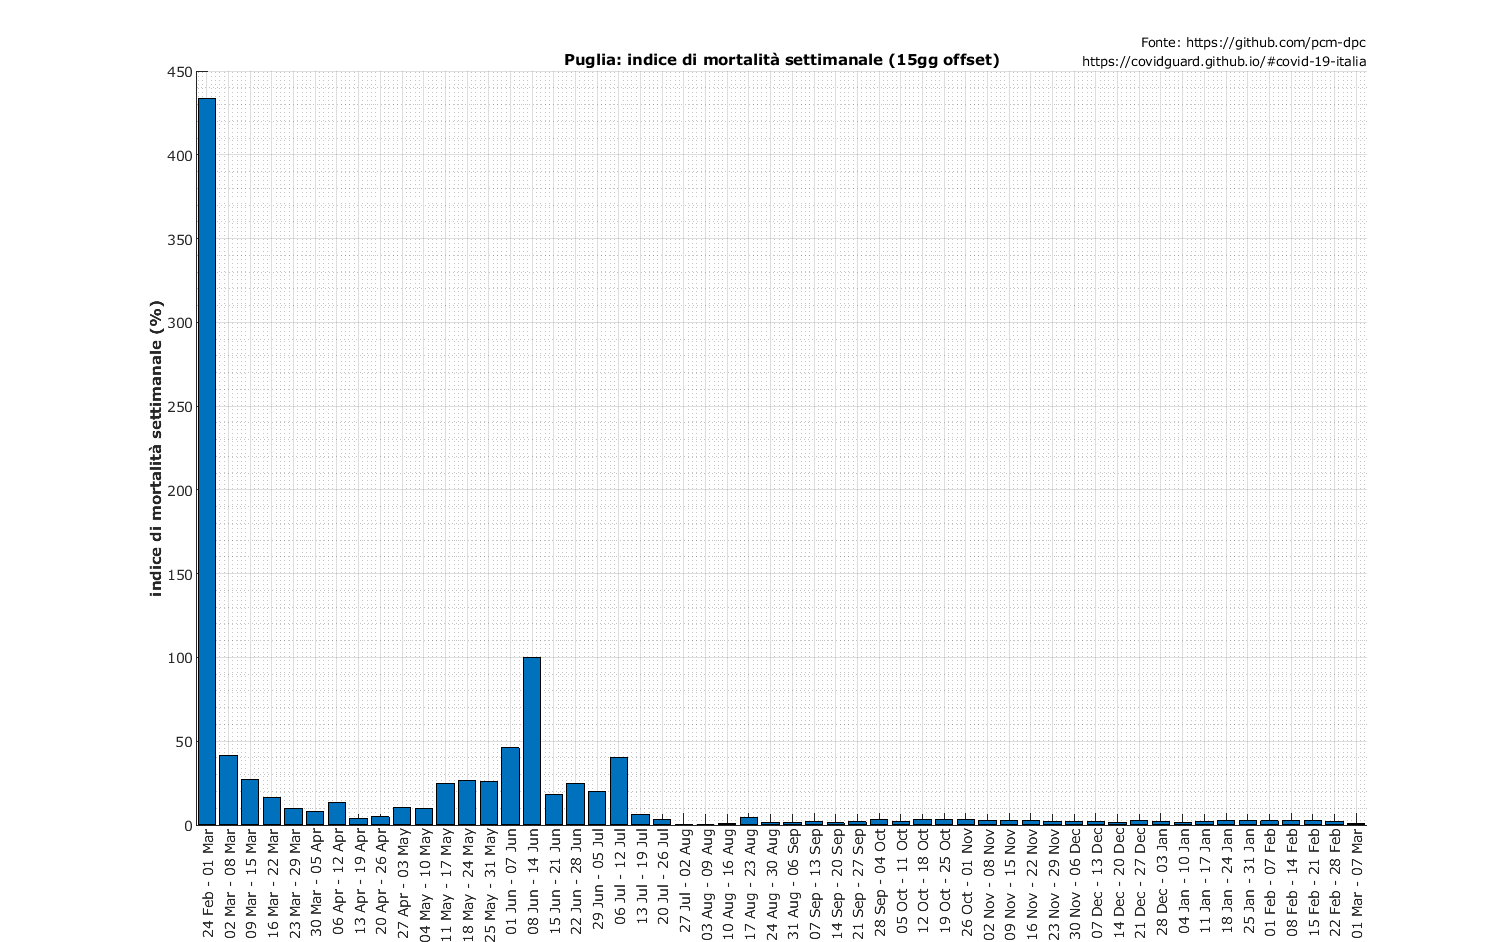 Fonte: https://github.com/pcm-dpc
https://covidguard.github.io/#covid-19-italia
Puglia: indice di mortalità settimanale (15gg offset)
indice di mortalità settimanale (%)
450
400
350
300
250
200
150
100
50
0
24 Feb - 01 Mar
02 Mar - 08 Mar
09 Mar - 15 Mar
16 Mar - 22 Mar
23 Mar - 29 Mar
30 Mar - 05 Apr
06 Apr - 12 Apr
13 Apr - 19 Apr
20 Apr - 26 Apr
27 Apr - 03 May
04 May - 10 May
11 May - 17 May
18 May - 24 May
25 May - 31 May
01 Jun - 07 Jun
08 Jun - 14 Jun
15 Jun - 21 Jun
22 Jun - 28 Jun
29 Jun - 05 Jul
06 Jul - 12 Jul
13 Jul - 19 Jul
20 Jul - 26 Jul
27 Jul - 02 Aug
03 Aug - 09 Aug
10 Aug - 16 Aug
17 Aug - 23 Aug
24 Aug - 30 Aug
31 Aug - 06 Sep
07 Sep - 13 Sep
14 Sep - 20 Sep
21 Sep - 27 Sep
28 Sep - 04 Oct
05 Oct - 11 Oct
12 Oct - 18 Oct
19 Oct - 25 Oct
26 Oct - 01 Nov
02 Nov - 08 Nov
09 Nov - 15 Nov
16 Nov - 22 Nov
23 Nov - 29 Nov
30 Nov - 06 Dec
07 Dec - 13 Dec
14 Dec - 20 Dec
21 Dec - 27 Dec
28 Dec - 03 Jan
04 Jan - 10 Jan
11 Jan - 17 Jan
18 Jan - 24 Jan
25 Jan - 31 Jan
01 Feb - 07 Feb
08 Feb - 14 Feb
15 Feb - 21 Feb
22 Feb - 28 Feb
01 Mar - 07 Mar